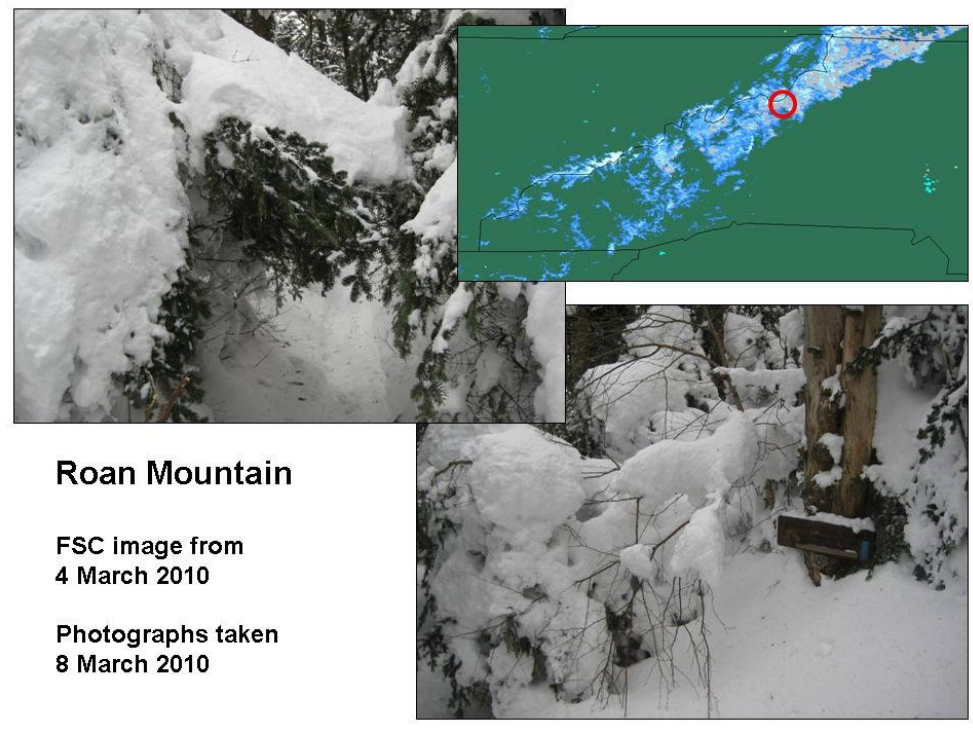 Roan Mountain
FSC image from
4 March 2010
Photographs taken
8 March 2010